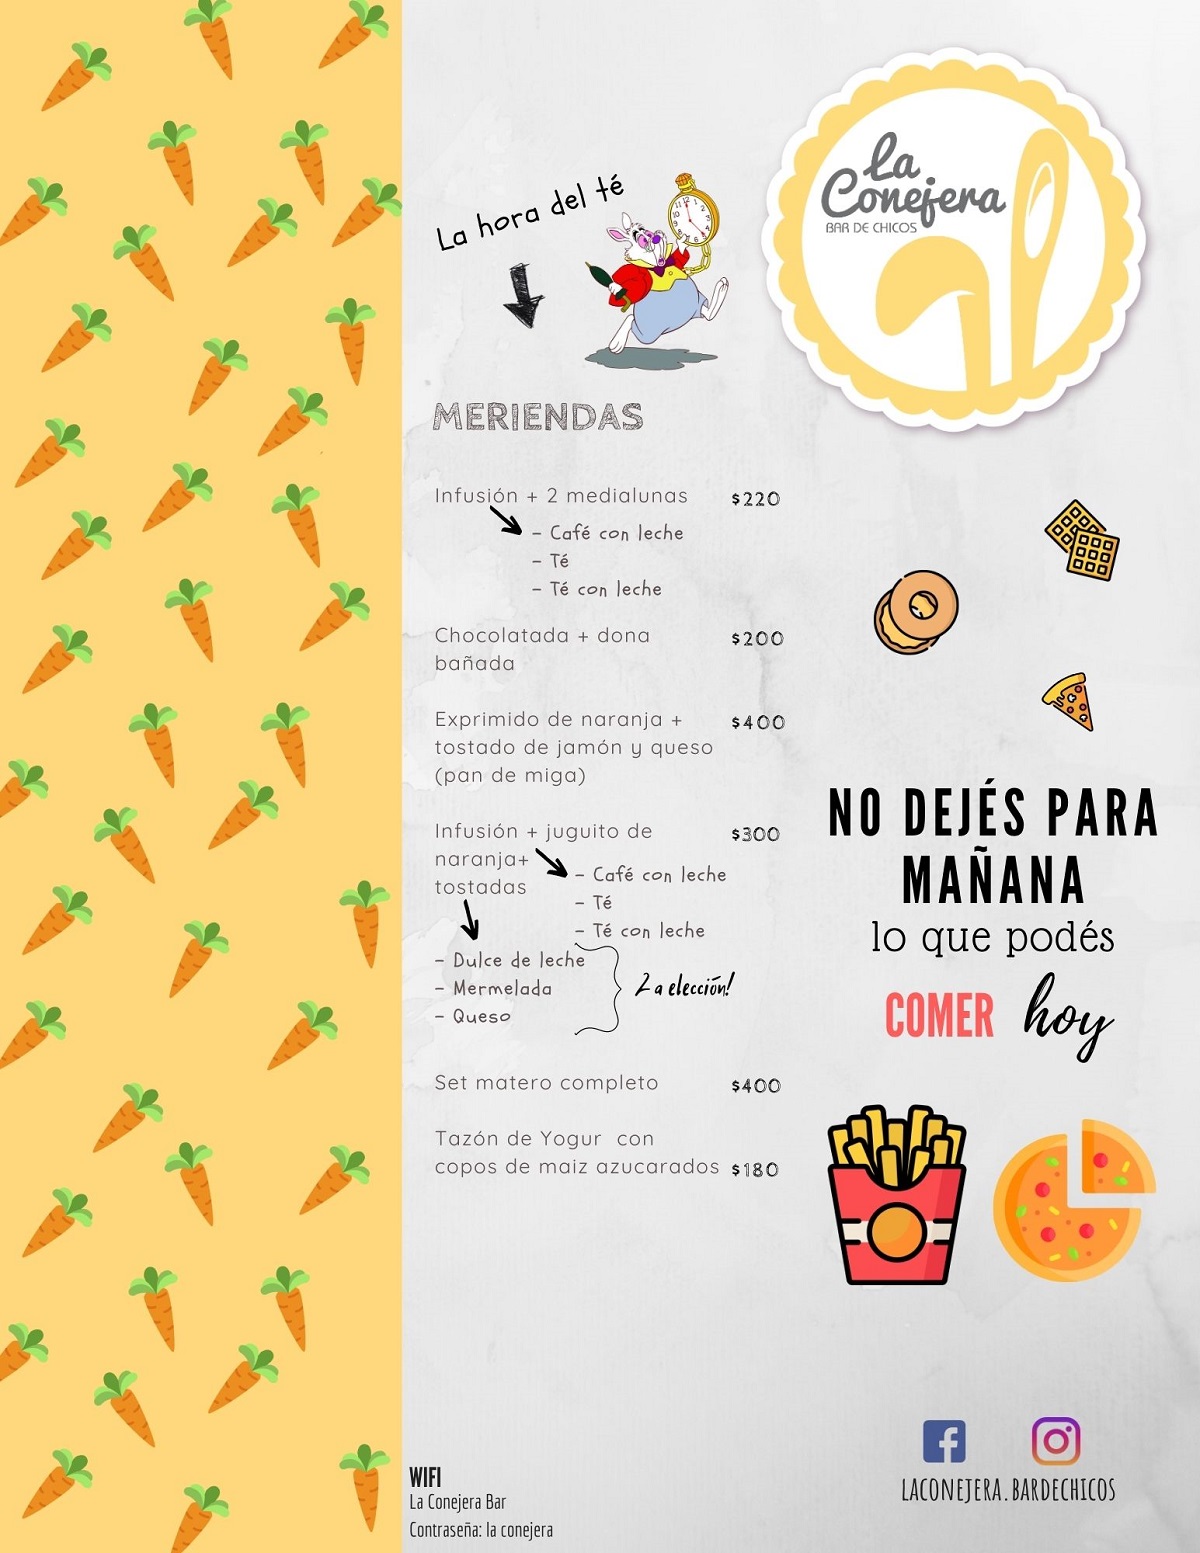 La
Conejera
BAR DE CHICOS
La hora del té
MERIENDAS
Infusión + 2 medialunas $220
- Café con leche
- Té
- Té con leche
Chocolatada + dona $200
bañada
Exprimido de naranja + $400
tostado de jamón y queso
(pan de miga)
Infusión + juguito de $300
naranja+
tostadas
- Café con leche
- Té
- Té con leche
- Dulce de leche
- Mermelada
- Queso
2 a elección!
Set matero completo $400
Tazón de Yogur con
copos de maiz azucarados $180
NO DEJÉS PARA
MAÑANA
lo que podés
COMER hoy
LACONEJERA.BARDECHICOS
WIFI
La Conejera Bar
Contraseña: la conejera